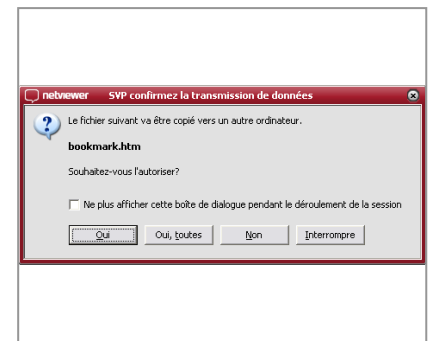 netviewer SVP confirmez la transmission de données
Le fichier suivant va être copié vers un autre ordinateur.
bookmark.htm
Souhaitez-vous l'autoriser?
Ne plus afficher cette boîte de dialogue pendant le déroulement de la session
Oui Oui, toutes Non Interrompre